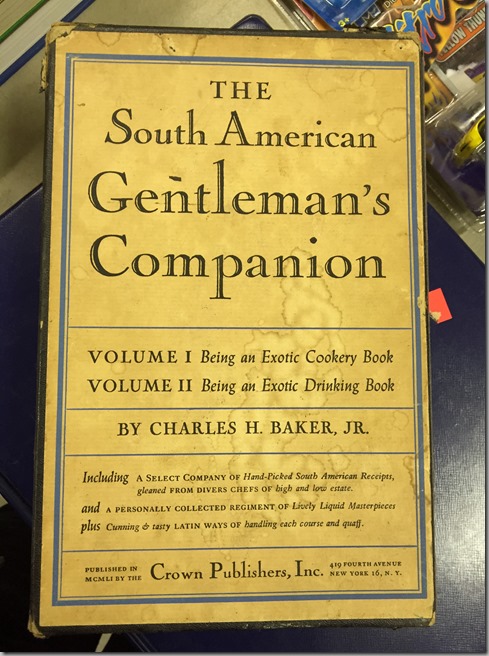 THE
South American
Gentleman's
Companion
VOLUME I Being an Exotic Cookery Book
VOLUME II Being an Exotic Drinking Book
BY CHARLES H. BAKER, JR.
Including A SELECT COMPANY OF Hand-Picked South American Receipts,
gleaned FROM DIVERS CHEFS OF high and low estate.
and A PERSONALLY COLLECTED REGIMENT OF Lively Liquid Masterpieces
plus Cunning & tasty LATIN WAYS OF handling each course and quaff.
PUBLISHED IN
MCMLI BY THE
Crown Publishers, Inc.
419 FOURTH AVENUE
NEW YORK 16, N. Y.